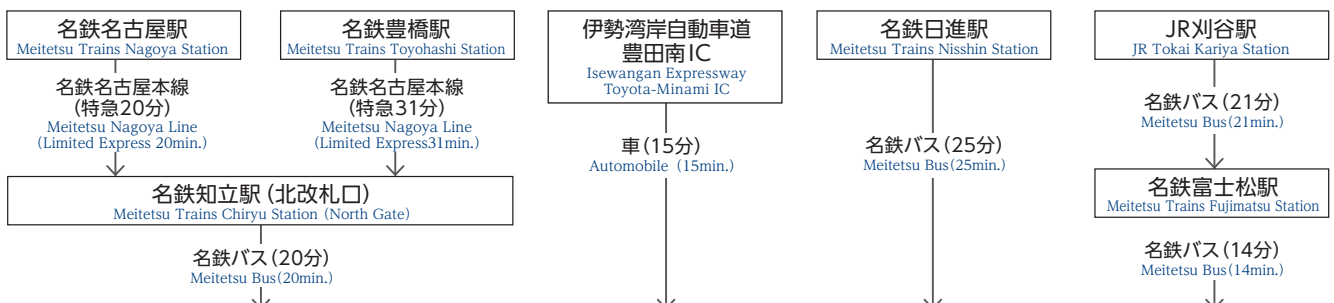 名鉄名古屋駅
Meitetsu Trains Nagoya Station
名鉄名古屋本線
(特急20分)
Meitetsu Nagoya Line
(Limited Express 20min.)
名鉄豊橋駅
Meitetsu Trains Toyohashi Station
名鉄名古屋本線
(特急31分)
Meitetsu Nagoya Line
(Limited Express31min.)
名鉄知立駅(北改札口)
Meitetsu Trains Chiryu Station (North Gate)
名鉄バス(20分)
Meitetsu Bus(20min.)
伊勢湾岸自動車道
豊田南IC
Isewangan Expressway
Toyota-Minami IC
車(15分)
Automobile (15min.)
名鉄日進駅
Meitetsu Trains Nisshin Station
名鉄バス(25分)
Meitetsu Bus(25min.)
JR刈谷駅
JR Tokai Kariya Station
名鉄バス(21分)
Meitetsu Bus(21min.)
名鉄富士松駅
Meitetsu Trains Fujimatsu Station
名鉄バス(14分)
Meitetsu Bus(14min.)